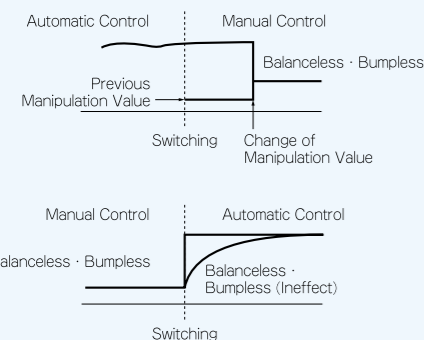 Automatic Control
Manual Control
Balanceless · Bumpless
Previous
Manipulation Value
Switching
Change of
Manipulation Value
Manual Control
Automatic Control
alanceless · Bumpless
Balanceless ·
Bumpless (Ineffect)
Switching